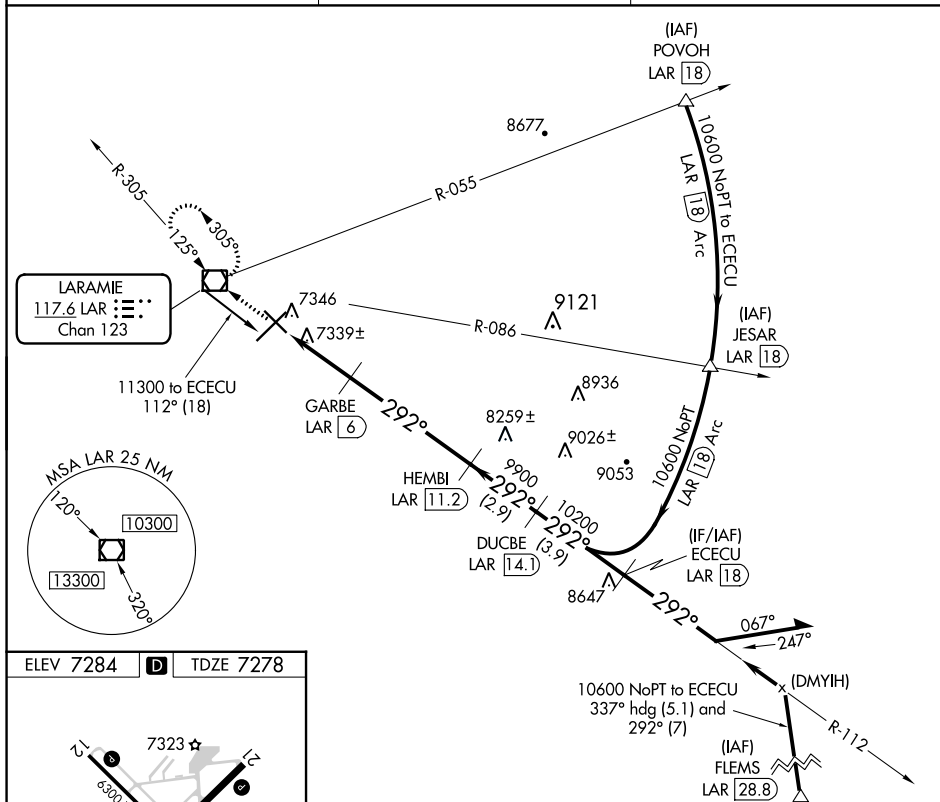 (IAF)
POVOH
LAR 18
8677
10600 NoPT to ECECU
LAR 18 Arc
R-305
R-055
125°
305°
LARAMIE
117.6 LAR
Chan 123
7346
7339±
9121
R-086
(IAF)
JESAR
LAR 18
11300 to ECECU
112° (18)
8936
GARBE
LAR 6
292°
8259±
9026±
9053
10600 NoPT
LAR 18 Arc
MSA LAR 25 NM
120°
10300
13300
320°
HEMBI
LAR 11.2
9900
292°
(2.9)
10200
292°
(3.9)
DUCBE
LAR 14.1
(IF/IAF)
ECECU
LAR 18
8647
292°
067°
247°
(DMYIH)
10600 NoPT to ECECU
337° hdg (5.1) and
292° (7)
R-112
(IAF)
FLEMS
LAR 28.8
ELEV 7284 D TDZE 7278
7323
12
21
P
P
6300